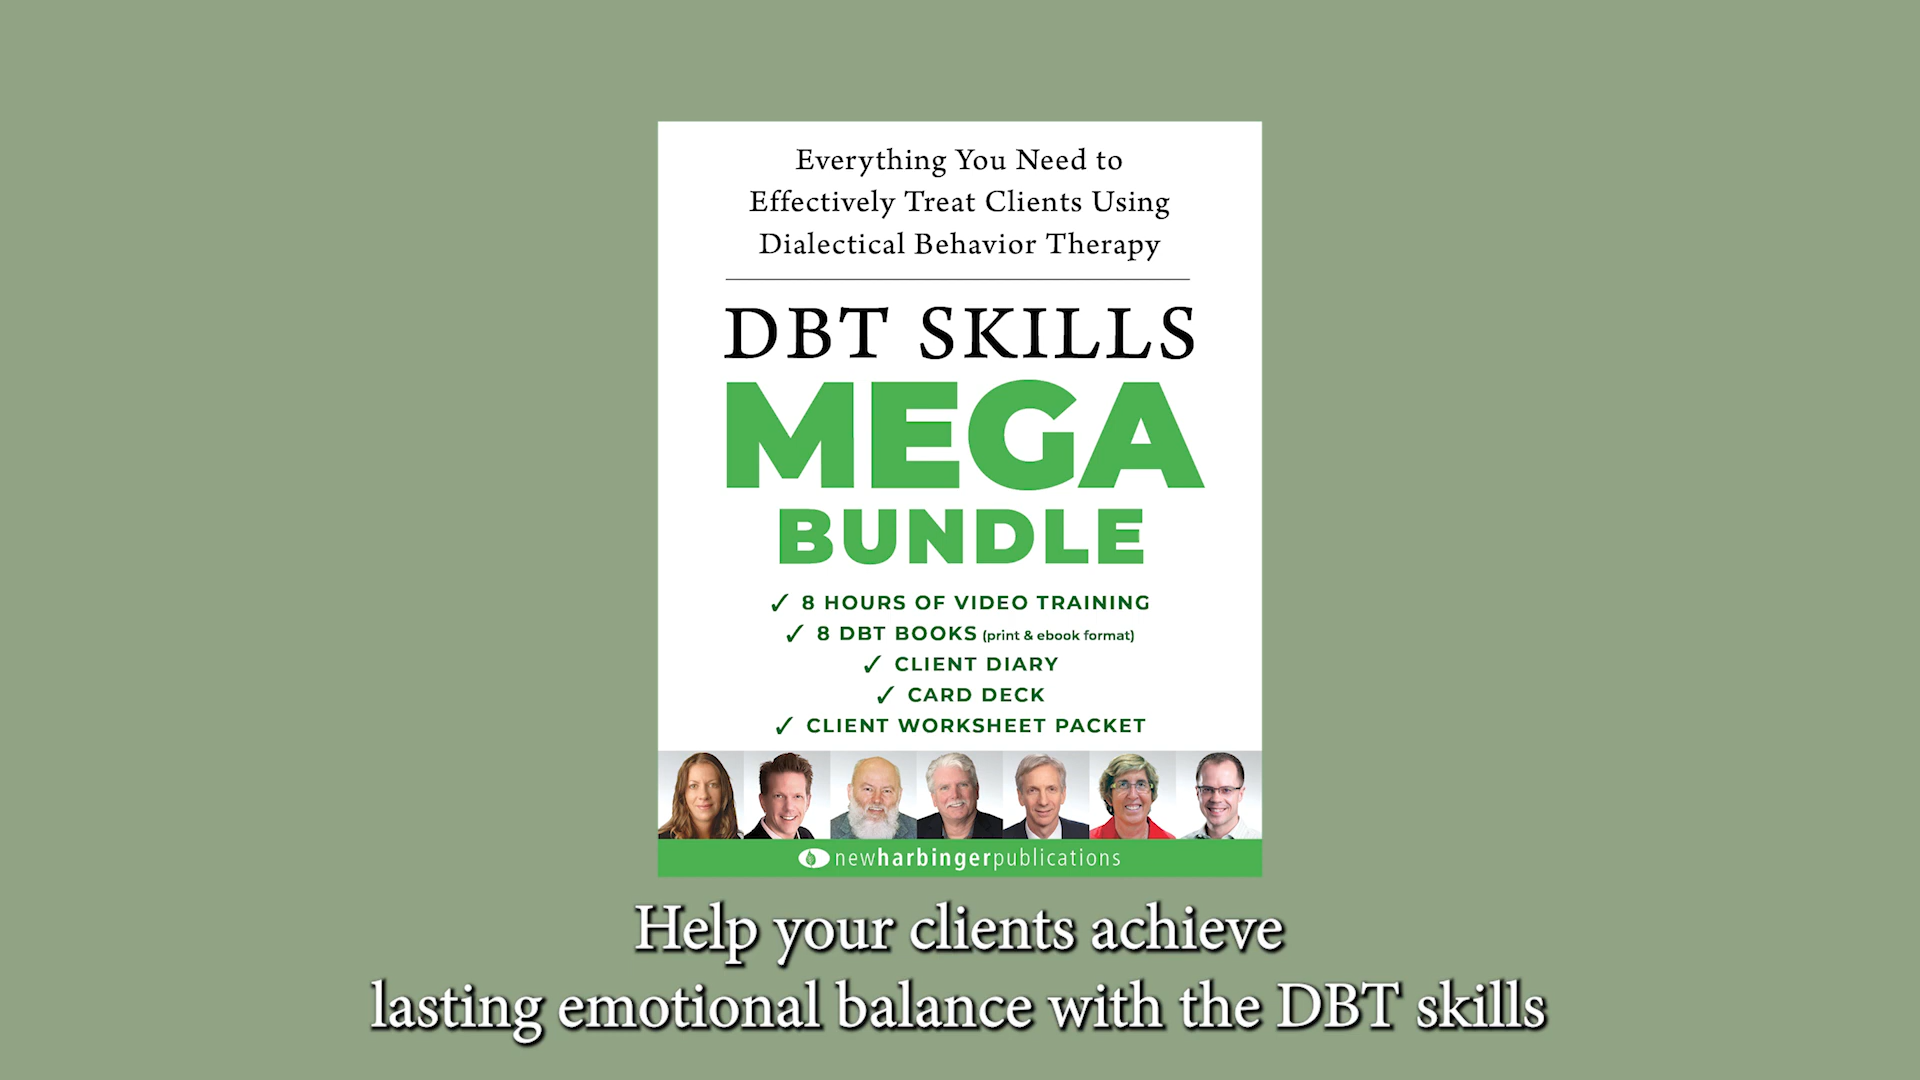 Everything You Need to
Effectively Treat Clients Using
Dialectical Behavior Therapy
DBT SKILLS
MEGA
BUNDLE
✓ 8 HOURS OF VIDEO TRAINING
✓ 8 DBT BOOKS (print & ebook format)
✓ CLIENT DIARY
✓ CARD DECK
✓ CLIENT WORKSHEET PACKET
newharbingerpublications
Help your clients achieve
lasting emotional balance with the DBT skills